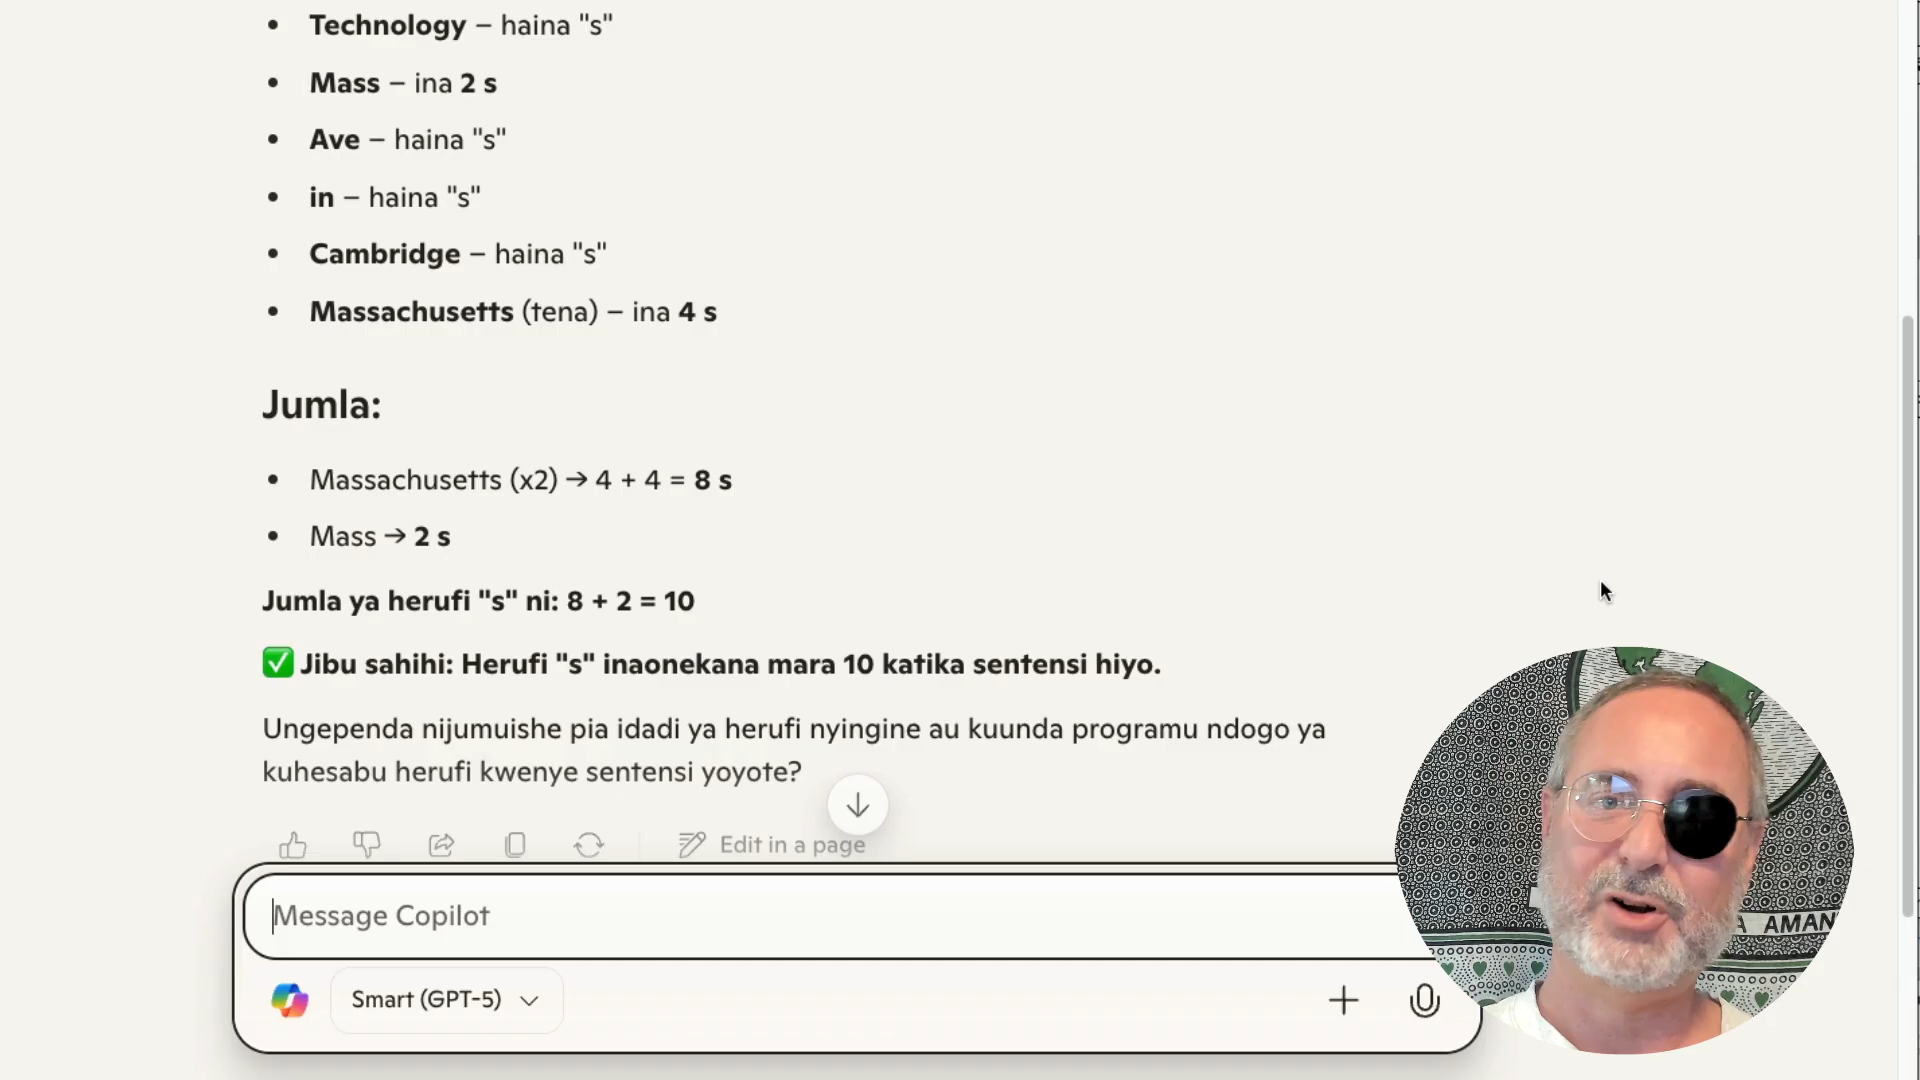 • Technology – haina "s"
• Mass – ina 2 s
• Ave – haina "s"
• in – haina "s"
• Cambridge – haina "s"
• Massachusetts (tena) – ina 4 s
Jumla:
• Massachusetts (x2) → 4 + 4 = 8 s
• Mass → 2 s
Jumla ya herufi "s" ni: 8 + 2 = 10
✅ Jibu sahihi: Herufi "s" inaonekana mara 10 katika sentensi hiyo.
Ungependa nijumuishe pia idadi ya herufi nyingine au kuunda programu ndogo ya
kuhesabu herufi kwenye sentensi yoyote?
Edit in a page
Message Copilot
Smart (GPT-5)
A AMAN